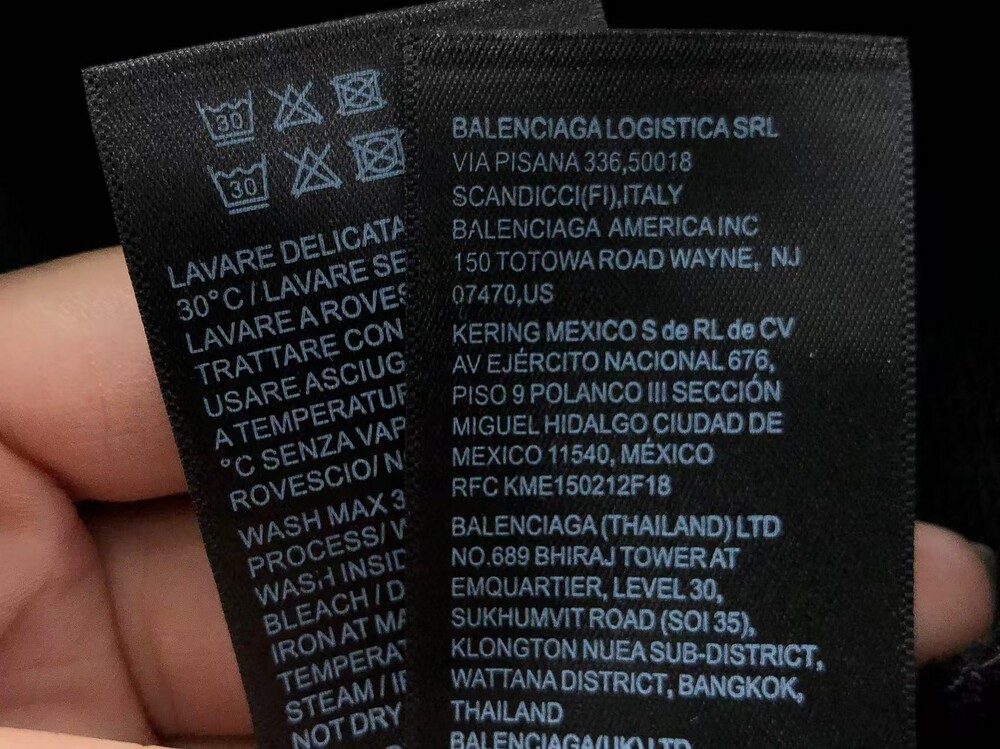 30
30
LAVARE DELICATA
30°C / LAVARE SE
LAVARE A ROVES
TRATTARE CON
USARE ASCIUG
A TEMPERATUR
°C SENZA VAP
ROVESCIO/ N
WASH MAX 3
PROCESS/ W
WASH INSID
BLEACH / D
IRON AT MA
TEMPERAT
STEAM / IR
NOT DRY
BALENCIAGA LOGISTICA SRL
VIA PISANA 336,50018
SCANDICCI(FI),ITALY
BALENCIAGA AMERICA INC
150 TOTOWA ROAD WAYNE, NJ
07470,US
KERING MEXICO S de RL de CV
AV EJÉRCITO NACIONAL 676,
PISO 9 POLANCO III SECCIÓN
MIGUEL HIDALGO CIUDAD DE
MEXICO 11540, MÉXICO
RFC KME150212F18
BALENCIAGA (THAILAND) LTD
NO.689 BHIRAJ TOWER AT
EMQUARTIER, LEVEL 30,
SUKHUMVIT ROAD (SOI 35),
KLONGTON NUEA SUB-DISTRICT,
WATTANA DISTRICT, BANGKOK,
THAILAND
BALENCIAGA (UK) LTD